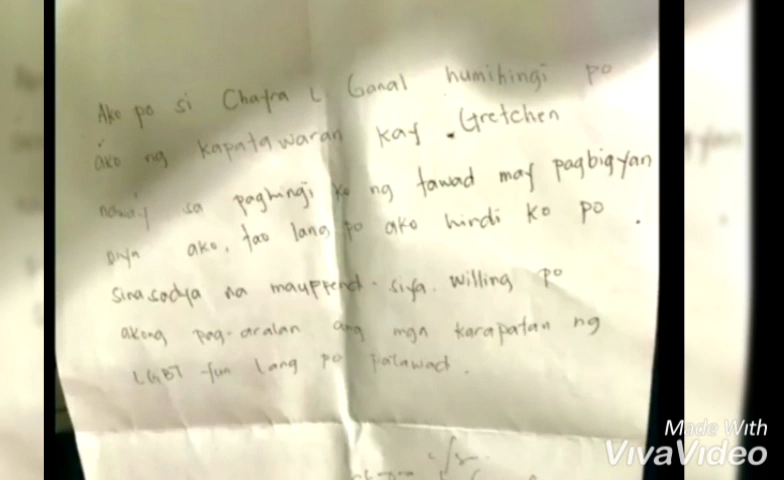 Ako po si Chatra L Ganal humihingi po
ako ng kapatawaran kay Gretchen
naway sa paghingi ko ng tawad may pagbigyan
niya ako. tao lang po ako hindi ko po .
sinasadya na mauffend. siya. willing po
akong pag-aralan ang mga karapatan ng
LGBT fun lang po patawad.
Made With
VivaVideo